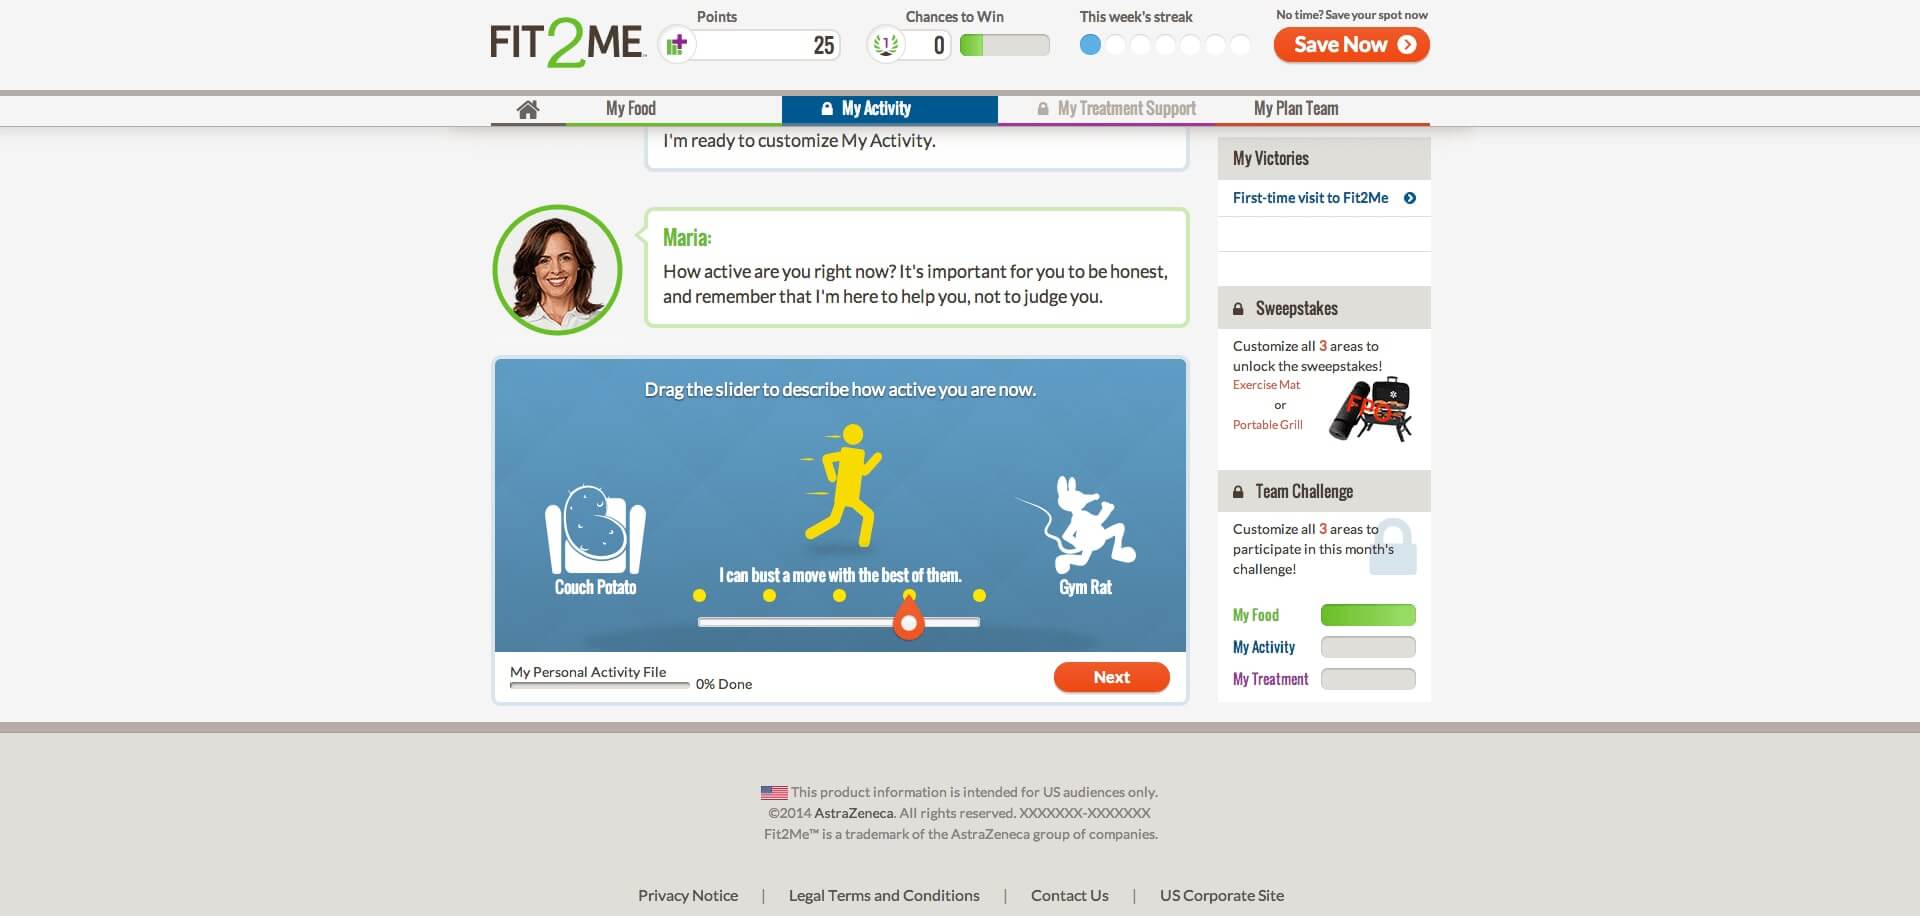 FIT2ME™
Points
25
Chances to Win
1
0
This week's streak
No time? Save your spot now
Save Now
My Food
My Activity
My Treatment Support
My Plan Team
I'm ready to customize My Activity.
Maria:
How active are you right now? It's important for you to be honest,
and remember that I'm here to help you, not to judge you.
Drag the slider to describe how active you are now.
Couch Potato
I can bust a move with the best of them.
Gym Rat
My Personal Activity File
0% Done
Next
My Victories
First-time visit to Fit2Me
Sweepstakes
Customize all 3 areas to
unlock the sweepstakes!
Exercise Mat
or
Portable Grill
FPO
Team Challenge
Customize all 3 areas to
participate in this month's
challenge!
My Food
My Activity
My Treatment
This product information is intended for US audiences only.
©2014 AstraZeneca. All rights reserved. XXXXXXX-XXXXXXX
Fit2Me™ is a trademark of the AstraZeneca group of companies.
Privacy Notice | Legal Terms and Conditions | Contact Us | US Corporate Site